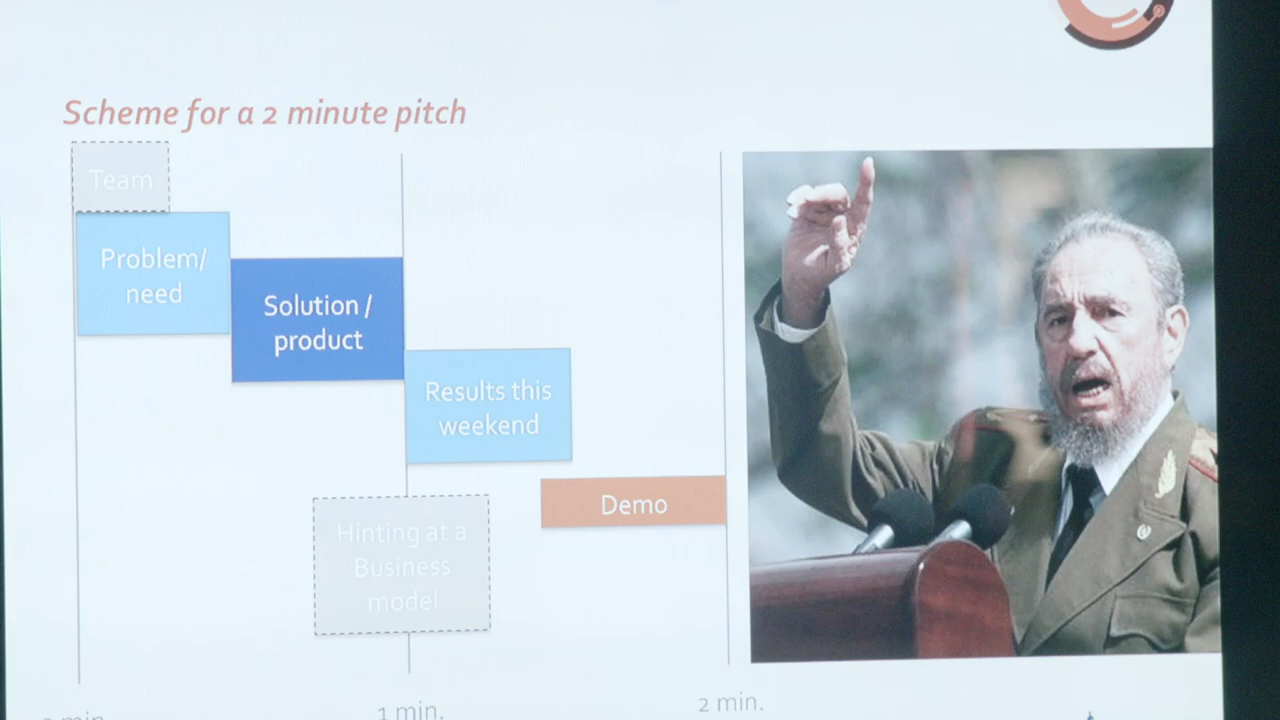 Scheme for a 2 minute pitch
Team
Problem/
need
Solution /
product
Results this
weekend
Demo
Hinting at a
Business
model
min.
1 min.
2 min.